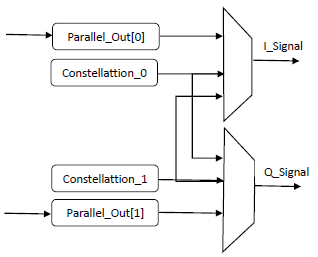 Parallel_Out[0]
I_Signal
Constellattion_0
Constellattion_1
Q_Signal
Parallel_Out[1]